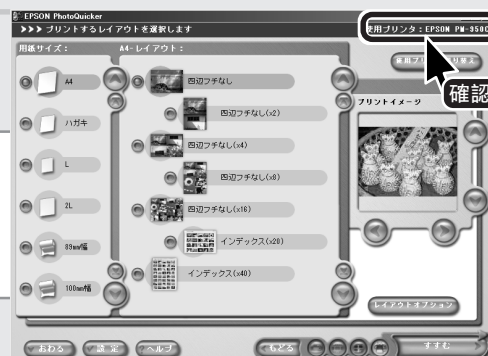 EPSON PhotoQuicker
>>> プリントするレイアウトを選択します
使用プリンタ：EPSON PM-950C
用紙サイズ：
A4-レイアウト：
確認
プリントイメージ
A4
ハガキ
L
2L
89mm幅
100mm幅
四辺フチなし
四辺フチなし(x2)
四辺フチなし(x4)
四辺フチなし(x8)
四辺フチなし(x16)
インデックス(x20)
インデックス(x40)
レイアウトオプション
おわる
設 定
ヘルプ
もどる
すすむ